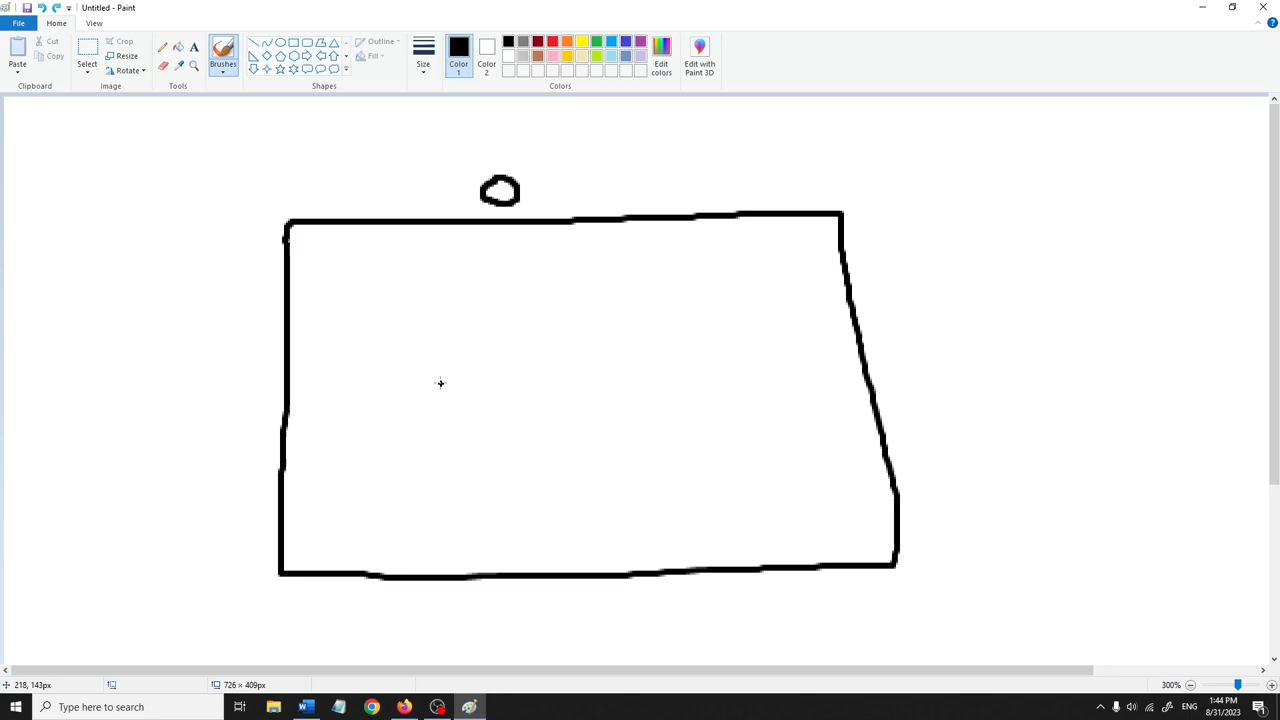 Untitled - Paint
File
Home
View
Paste
Cut
Copy
Clipboard
Select
Crop
Resize
Rotate
Image
A
Tools
Brushes
Outline
Fill
Shapes
Size
Color 1
Color 2
Edit colors
Colors
Edit with Paint 3D
218, 143px
726 × 409px
300%
Type here to search
ENG
1:44 PM
8/31/2023